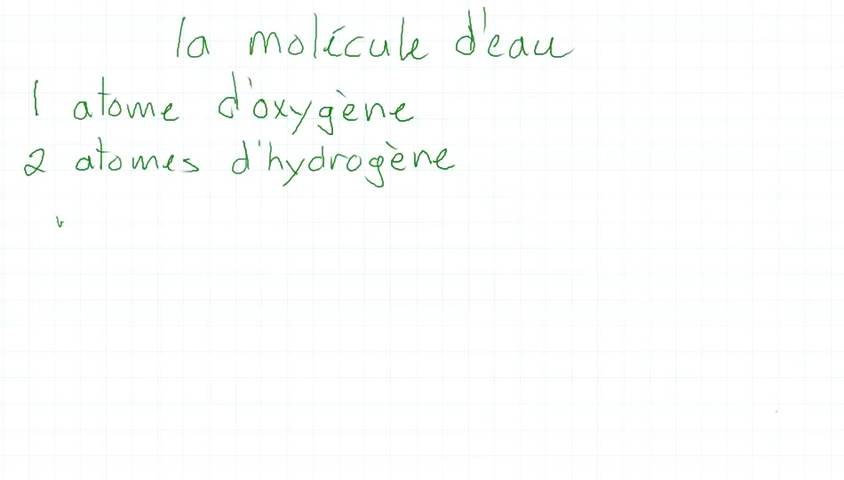 la molécule d'eau
1 atome d'oxygène
2 atomes d'hydrogène